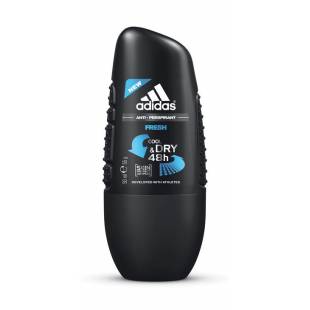 NEW
adidas
ANTI-PERSPIRANT
FRESH
COOL
& DRY
48h
DEVELOPED WITH ATHLETES